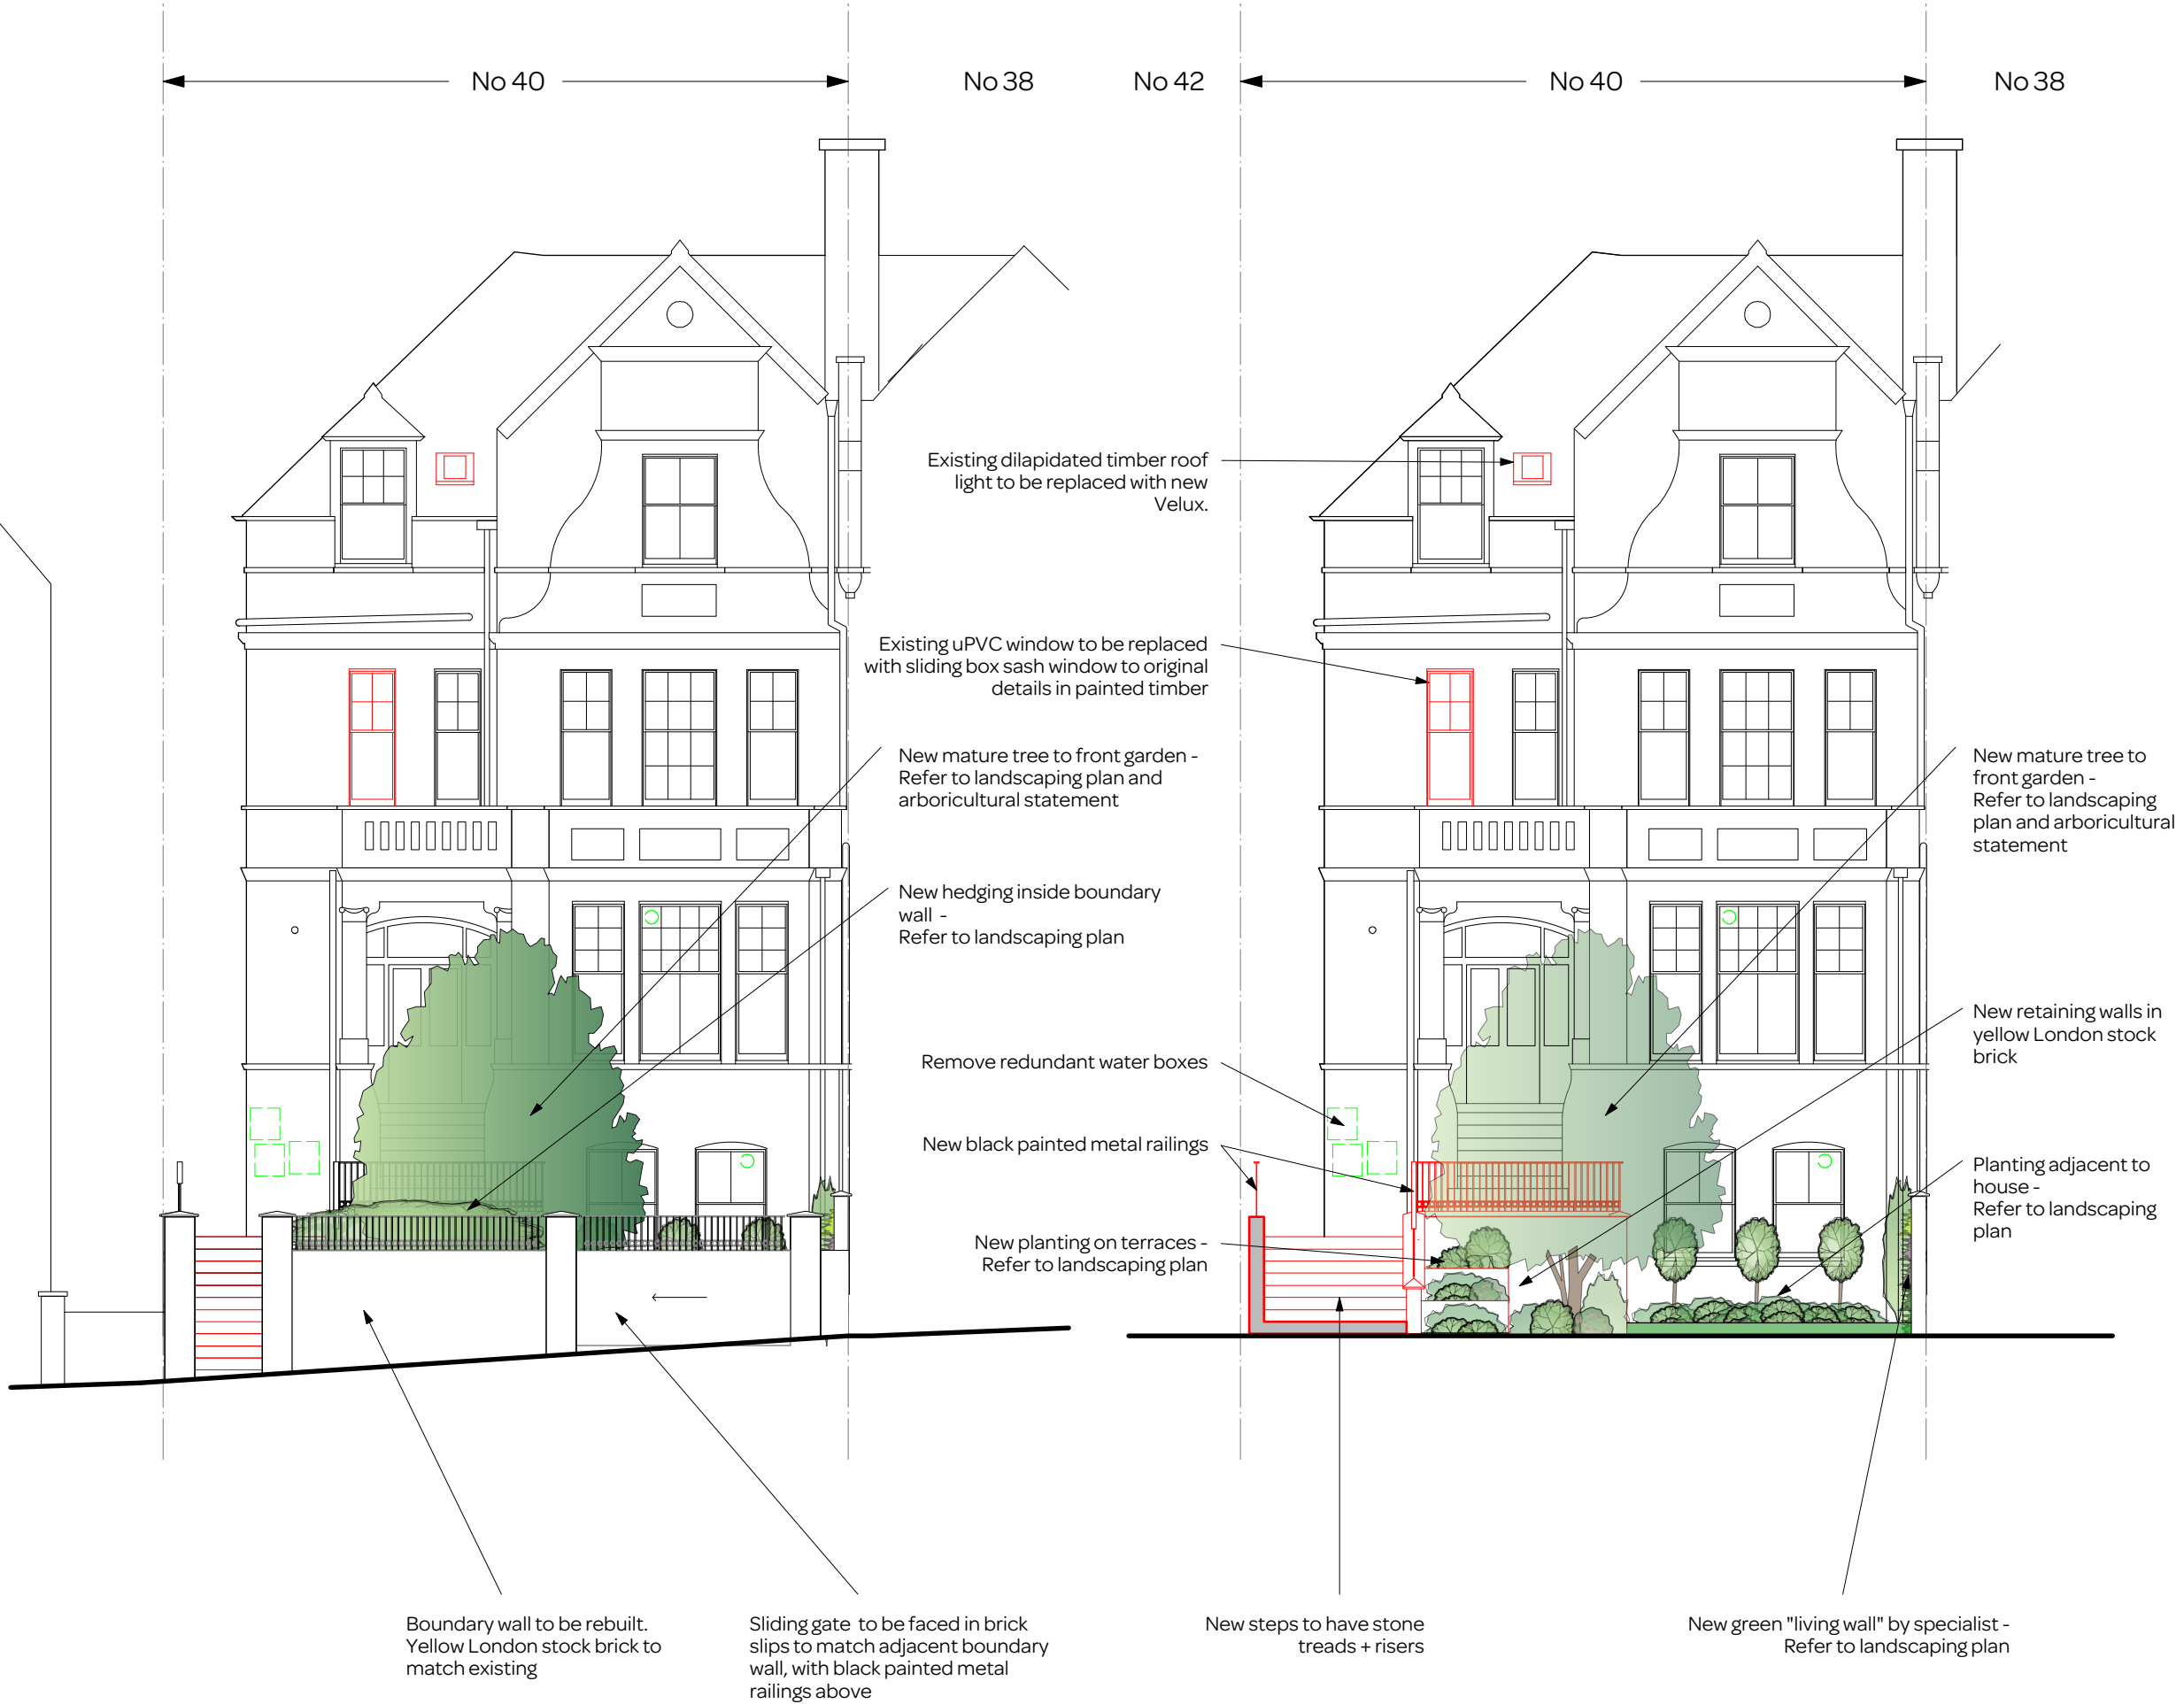 No 40
No 38
No 42
No 40
No 38
Existing dilapidated timber roof
light to be replaced with new
Velux.
Existing uPVC window to be replaced
with sliding box sash window to original
details in painted timber
New mature tree to front garden -
Refer to landscaping plan and
arboricultural statement
New mature tree to
front garden -
Refer to landscaping
plan and arboricultural
statement
New hedging inside boundary
wall -
Refer to landscaping plan
New retaining walls in
yellow London stock
brick
Remove redundant water boxes
New black painted metal railings
Planting adjacent to
house -
Refer to landscaping
plan
New planting on terraces -
Refer to landscaping plan
Boundary wall to be rebuilt.
Yellow London stock brick to
match existing
Sliding gate to be faced in brick
slips to match adjacent boundary
wall, with black painted metal
railings above
New steps to have stone
treads + risers
New green "living wall" by specialist -
Refer to landscaping plan